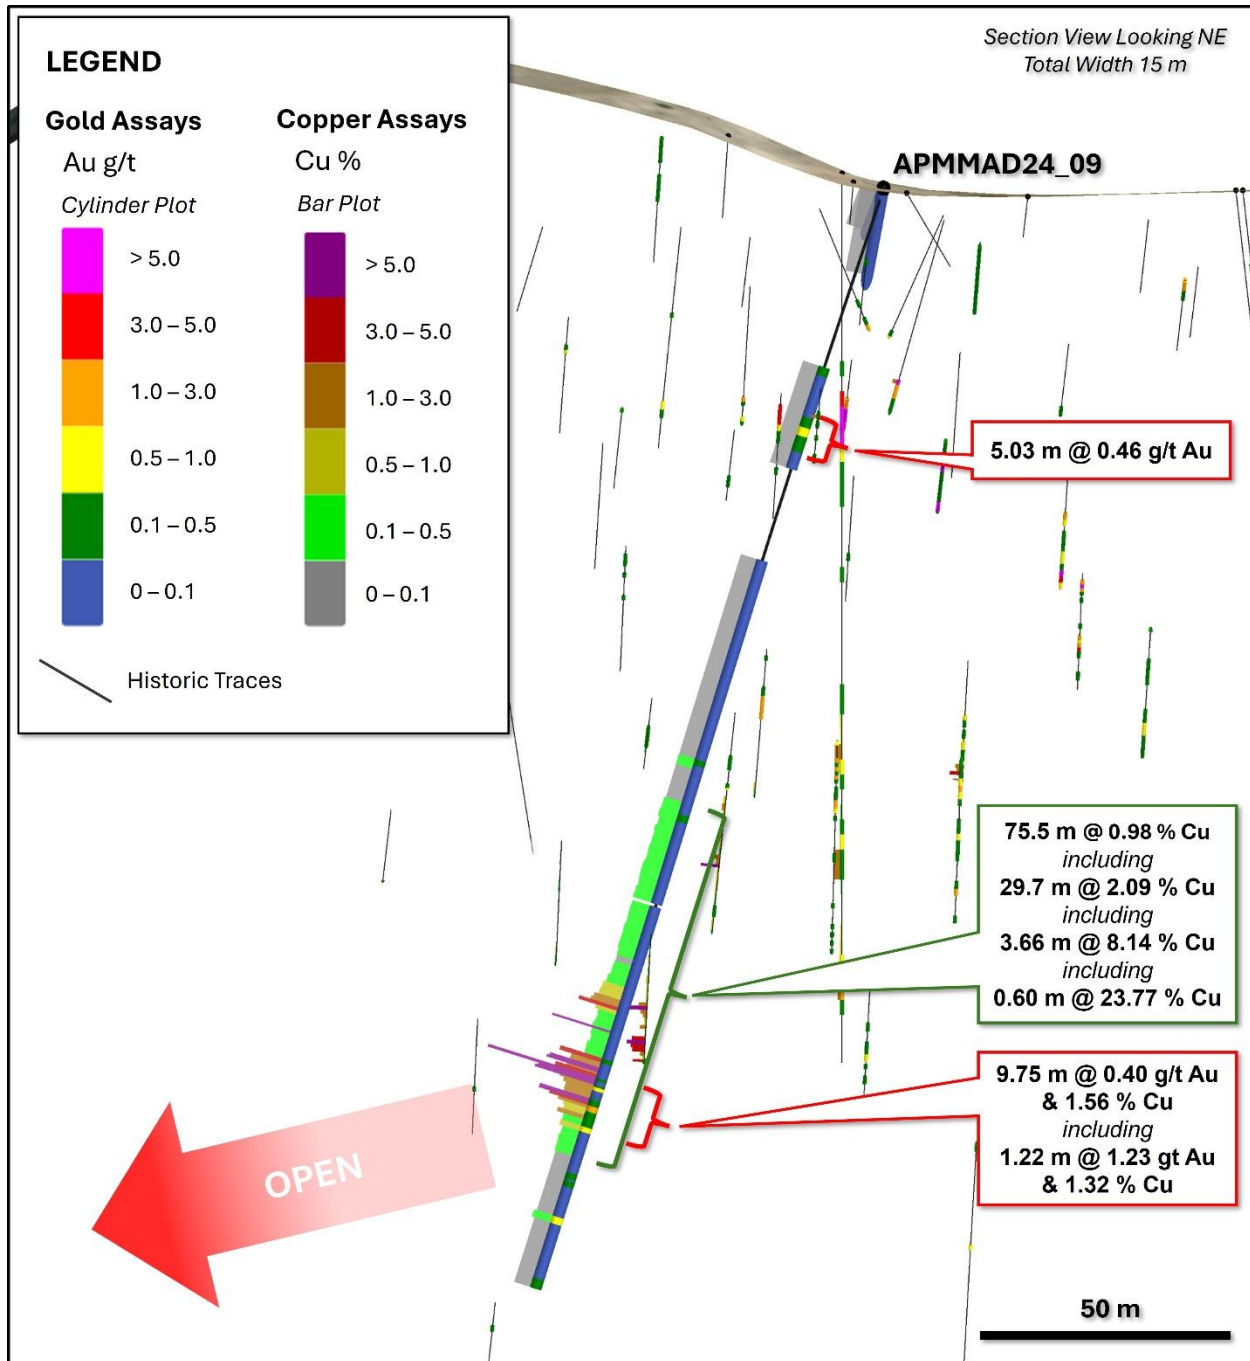 LEGEND
Gold Assays
Au g/t
Cylinder Plot
> 5.0
3.0 – 5.0
1.0 – 3.0
0.5 – 1.0
0.1 – 0.5
0 – 0.1
Copper Assays
Cu %
Bar Plot
> 5.0
3.0 – 5.0
1.0 – 3.0
0.5 – 1.0
0.1 – 0.5
0 – 0.1
Historic Traces
Section View Looking NE
Total Width 15 m
APMMAD24_09
5.03 m @ 0.46 g/t Au
75.5 m @ 0.98 % Cu
including
29.7 m @ 2.09 % Cu
including
3.66 m @ 8.14 % Cu
including
0.60 m @ 23.77 % Cu
9.75 m @ 0.40 g/t Au
& 1.56 % Cu
including
1.22 m @ 1.23 gt Au
& 1.32 % Cu
OPEN
50 m